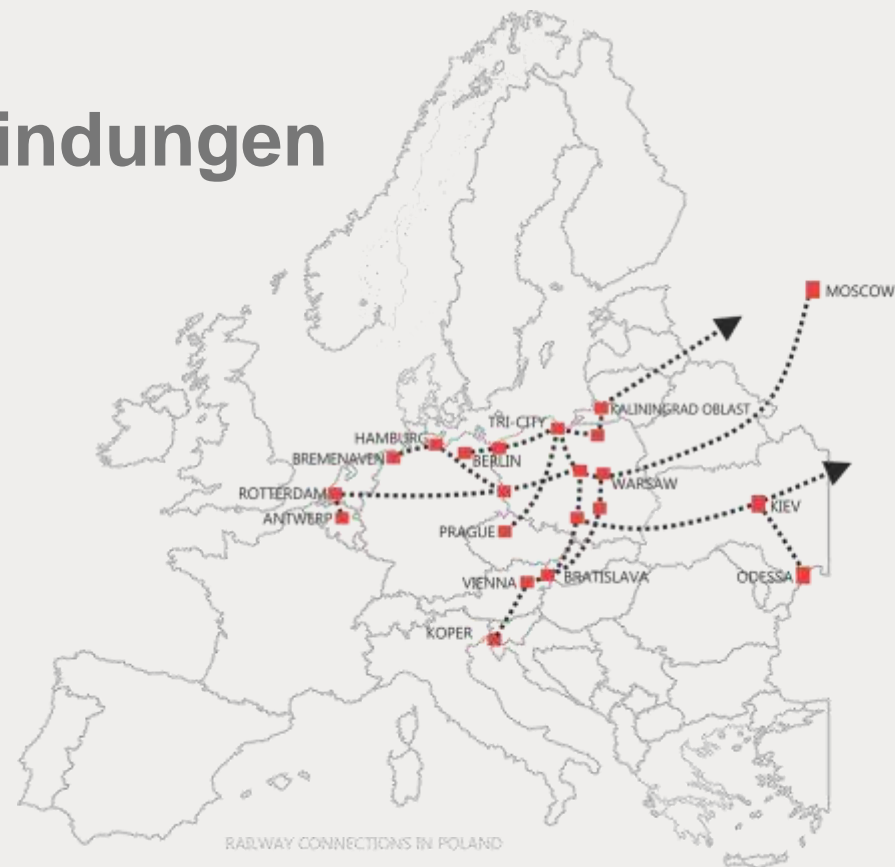 indungen
MOSCOW
KALININGRAD OBLAST
TRI-CITY
HAMBURG
BREMENAVEN
BERLIN
WARSAW
ROTTERDAM
KIEV
ANTWERP
PRAGUE
VIENNA
BRATISLAVA
ODESSA
KOPER
RAILWAY CONNECTIONS IN POLAND